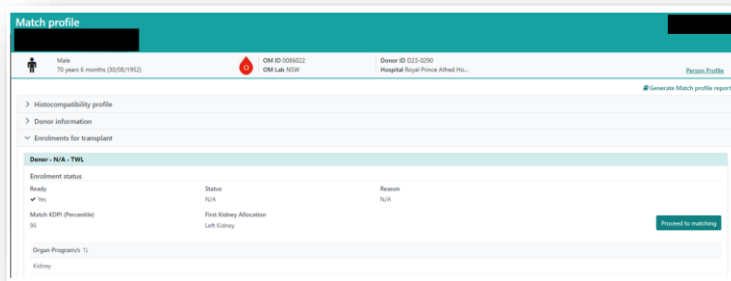 Match profile
Male
70 years 6 months (30/08/1952)
O
OM ID 0086022
OM Lab NSW
Donor ID D23-0290
Hospital Royal Prince Alfred Ho...
Person Profile
Generate Match profile report
Histocompatibility profile
Donor information
Enrolments for transplant
Donor - N/A - TWL
Enrolment status
Ready Status Reason
Yes N/A N/A
Match KDPI (Percentile) First Kidney Allocation
96 Left Kidney
Proceed to matching
Organ Program/s
Kidney